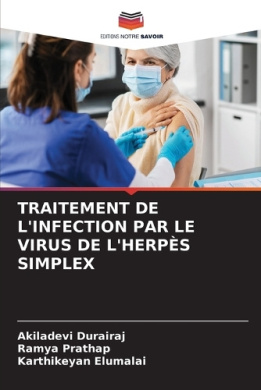 EDITIONS NOTRE SAVOIR
TRAITEMENT DE
L'INFECTION PAR LE
VIRUS DE L'HERPÈS
SIMPLEX
Akiladevi Durairaj
Ramya Prathap
Karthikeyan Elumalai